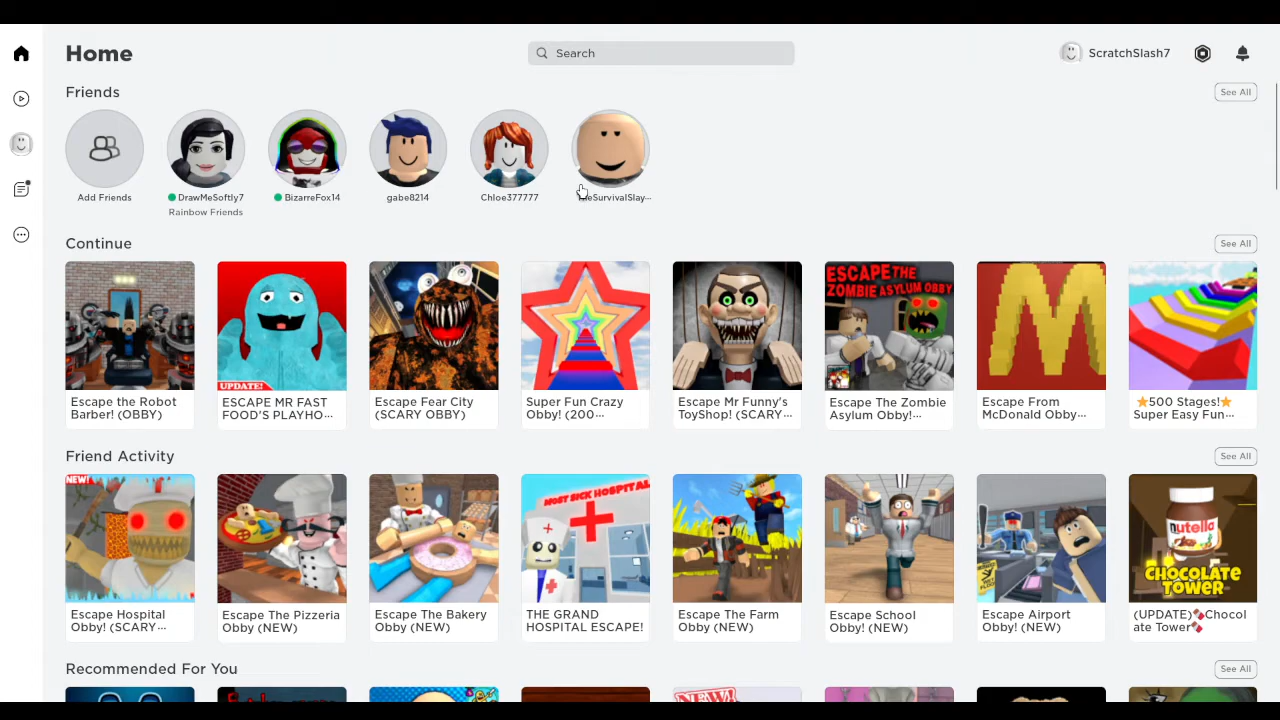 Home
Search
ScratchSlash7
Friends
See All
Add Friends
DrawMeSoftly7
Rainbow Friends
BizarreFox14
gabe8214
Chloe377777
eSurvivalSlay...
Continue
See All
UPDATE!
ESCAPE THE
ZOMBIE ASYLUM OBBY!
Escape the Robot
Barber! (OBBY)
ESCAPE MR FAST
FOOD'S PLAYHO...
Escape Fear City
(SCARY OBBY)
Super Fun Crazy
Obby! (200...
Escape Mr Funny's
ToyShop! (SCARY...
Escape The Zombie
Asylum Obby!...
Escape From
McDonald Obby...
⭐500 Stages!⭐
Super Easy Fun...
Friend Activity
See All
NEW!
MOST SICK HOSPITAL
nutella
CHOCOLATE
TOWER
Escape Hospital
Obby! (SCARY...
Escape The Pizzeria
Obby (NEW)
Escape The Bakery
Obby (NEW)
THE GRAND
HOSPITAL ESCAPE!
Escape The Farm
Obby (NEW)
Escape School
Obby! (NEW)
Escape Airport
Obby! (NEW)
(UPDATE)🍫Chocol
ate Tower🍫
Recommended For You
See All
NEW!